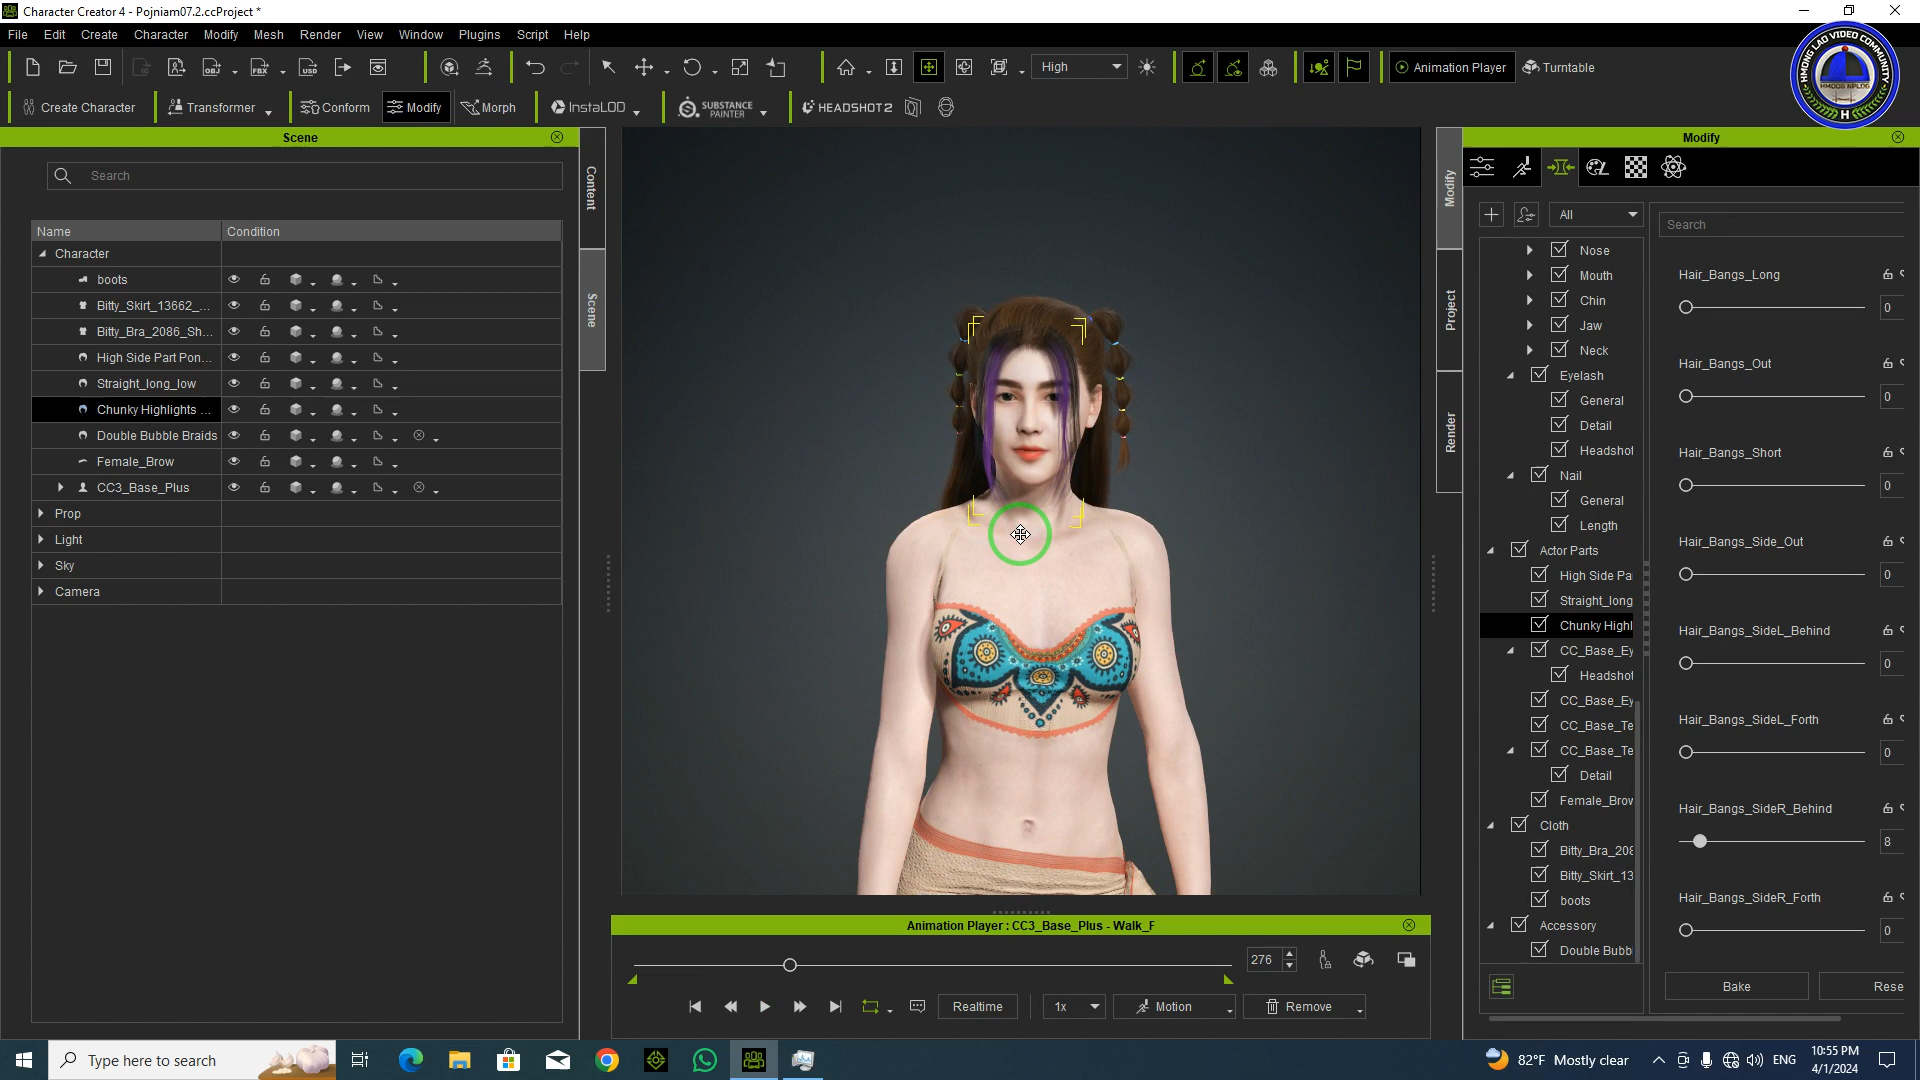 Character Creator 4 - Pojniam07.2.ccProject *
File Edit Create Character Modify Mesh Render View Window Plugins Script Help
High
Animation Player
Turntable
HMONG LAO VIDEO COMMUNITY
HMOOB NPLOG
H
Create Character
Transformer
Conform
Modify
Morph
InstaLOD
SUBSTANCE PAINTER
HEADSHOT 2
Scene
Search
Name Condition
Character
boots
Bitty_Skirt_13662_...
Bitty_Bra_2086_Sh...
High Side Part Pon...
Straight_long_low
Chunky Highlights ...
Double Bubble Braids
Female_Brow
CC3_Base_Plus
Prop
Light
Sky
Camera
Content
Scene
Modify
Project
Render
Modify
All
Search
Nose
Mouth
Chin
Jaw
Neck
Eyelash
General
Detail
Headshot
Nail
General
Length
Actor Parts
High Side Pa
Straight_long
Chunky Highl
CC_Base_Ey
Headshot
CC_Base_Ey
CC_Base_Te
CC_Base_Te
Detail
Female_Brow
Cloth
Bitty_Bra_208
Bitty_Skirt_13
boots
Accessory
Double Bubb
Hair_Bangs_Long
0
Hair_Bangs_Out
0
Hair_Bangs_Short
0
Hair_Bangs_Side_Out
0
Hair_Bangs_SideL_Behind
0
Hair_Bangs_SideL_Forth
0
Hair_Bangs_SideR_Behind
8
Hair_Bangs_SideR_Forth
0
Bake
Rese
Animation Player : CC3_Base_Plus - Walk_F
276
Realtime
1x
Motion
Remove
Type here to search
82°F Mostly clear
ENG
10:55 PM
4/1/2024